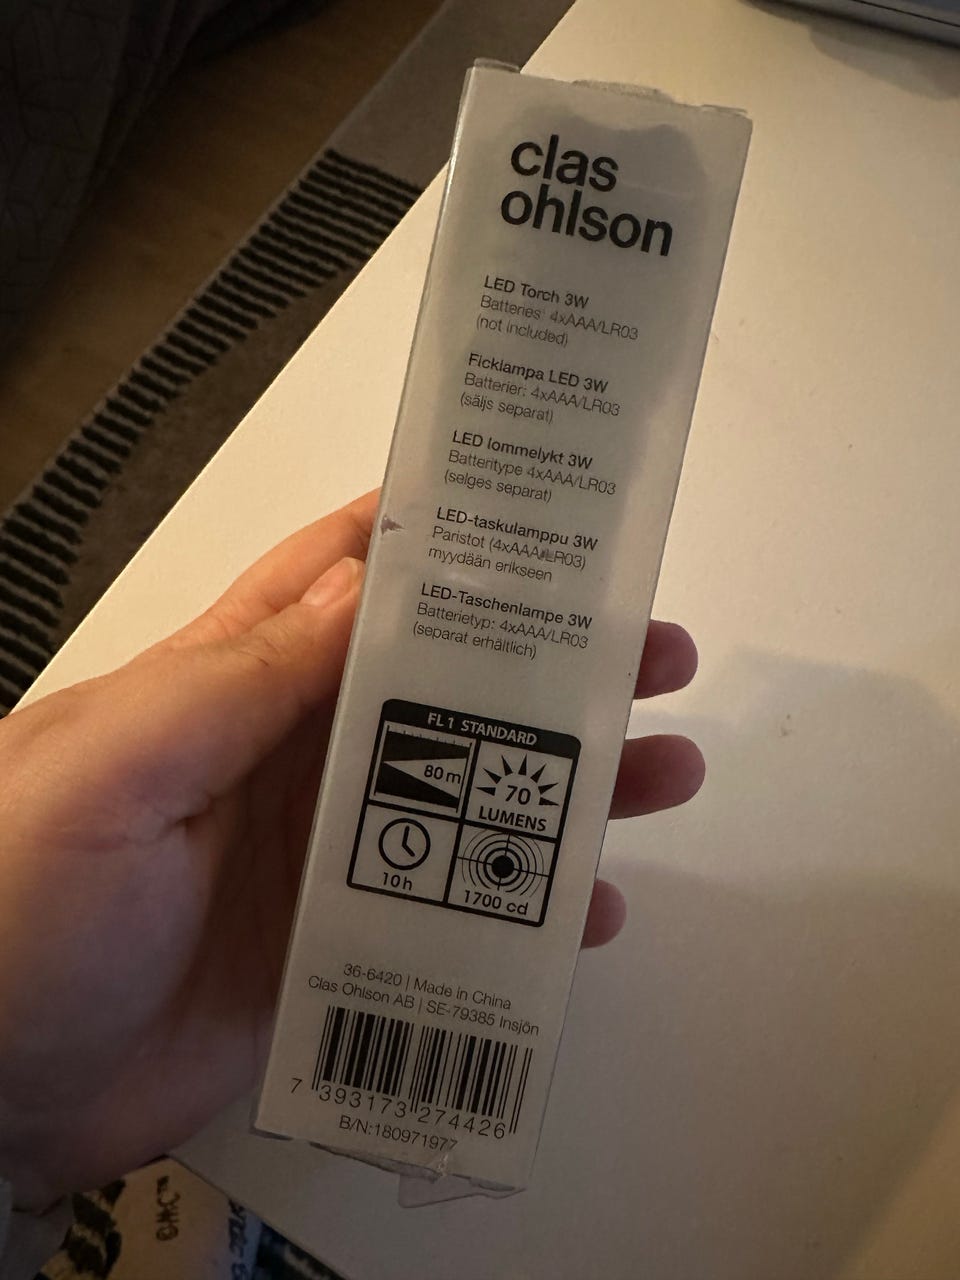 clas
ohlson
LED Torch 3W
Batteries: 4xAAA/LR03
(not included)
Ficklampa LED 3W
Batterier: 4xAAA/LR03
(säljs separat)
LED lommelykt 3W
Batteritype 4xAAA/LR03
(selges separat)
LED-taskulamppu 3W
Paristot (4xAAA/LR03)
myydään erikseen
LED-Taschenlampe 3W
Batterietyp: 4xAAA/LR03
(separat erhältlich)
FL 1 STANDARD
80 m
70
LUMENS
10 h
1700 cd
36-6420 | Made in China
Clas Ohlson AB | SE-79385 Insjön
7 393173 274426
B/N:180971977